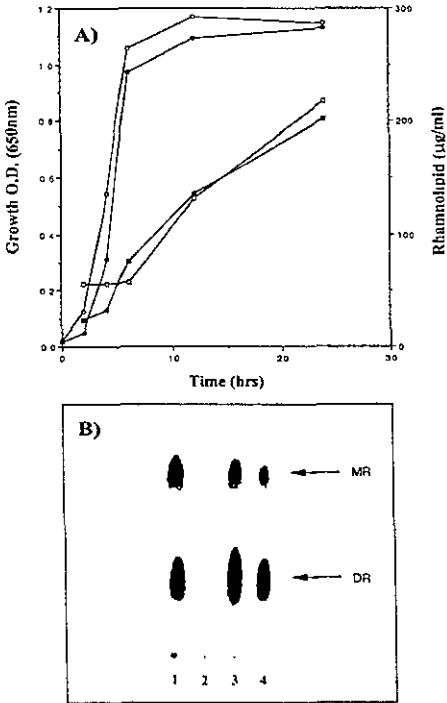 A)
Growth O.D. (650nm)
1.2
1.0
0.8
0.6
0.4
0.2
0.0
300
200
100
0
Rhamnolipid (µg/ml)
0 10 20 30
Time (hrs)
B)
MR
DR
1 2 3 4